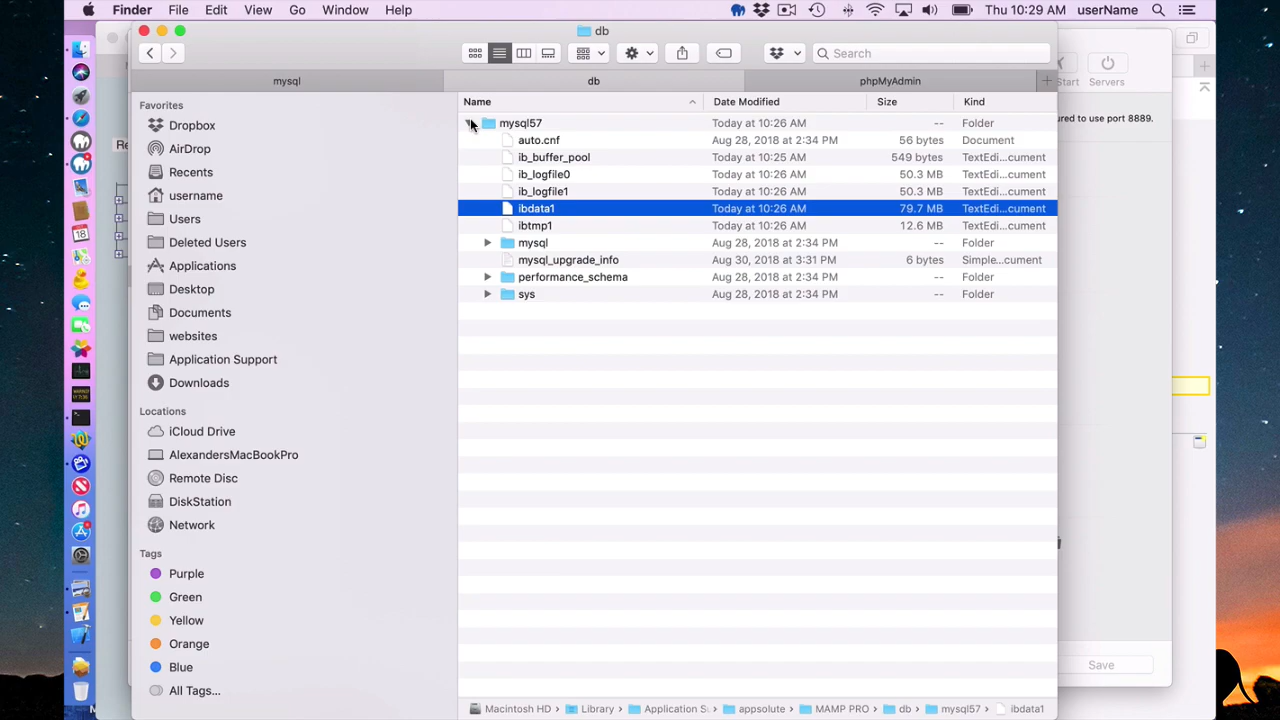 Finder File Edit View Go Window Help Thu 10:29 AM userName
db
Search
mysql db phpMyAdmin
Start Servers
Favorites
Dropbox
AirDrop
Recents
username
Users
Deleted Users
Applications
Desktop
Documents
websites
Application Support
Downloads
Locations
iCloud Drive
AlexandersMacBookPro
Remote Disc
DiskStation
Network
Tags
Purple
Green
Yellow
Orange
Blue
All Tags...
Name Date Modified Size Kind
mysql57 Today at 10:26 AM -- Folder
auto.cnf Today at 10:26 AM 56 bytes Document
ib_buffer_pool Today at 10:25 AM 549 bytes TextEdi...cument
ib_logfile0 Today at 10:26 AM 50.3 MB TextEdi...cument
ib_logfile1 Today at 10:26 AM 50.3 MB TextEdi...cument
ibdata1 Today at 10:26 AM 79.7 MB TextEdi...cument
ibtmp1 Today at 10:26 AM 12.6 MB TextEdi...cument
mysql Aug 28, 2018 at 2:34 PM -- Folder
mysql_upgrade_info Aug 30, 2018 at 3:31 PM 6 bytes Simple...cument
performance_schema Aug 28, 2018 at 2:34 PM -- Folder
sys Aug 28, 2018 at 2:34 PM -- Folder
ed to use port 8889.
Re
Save
Macintosh HD Library Application S. appsolute MAMP PRO db mysql57 ibdata1